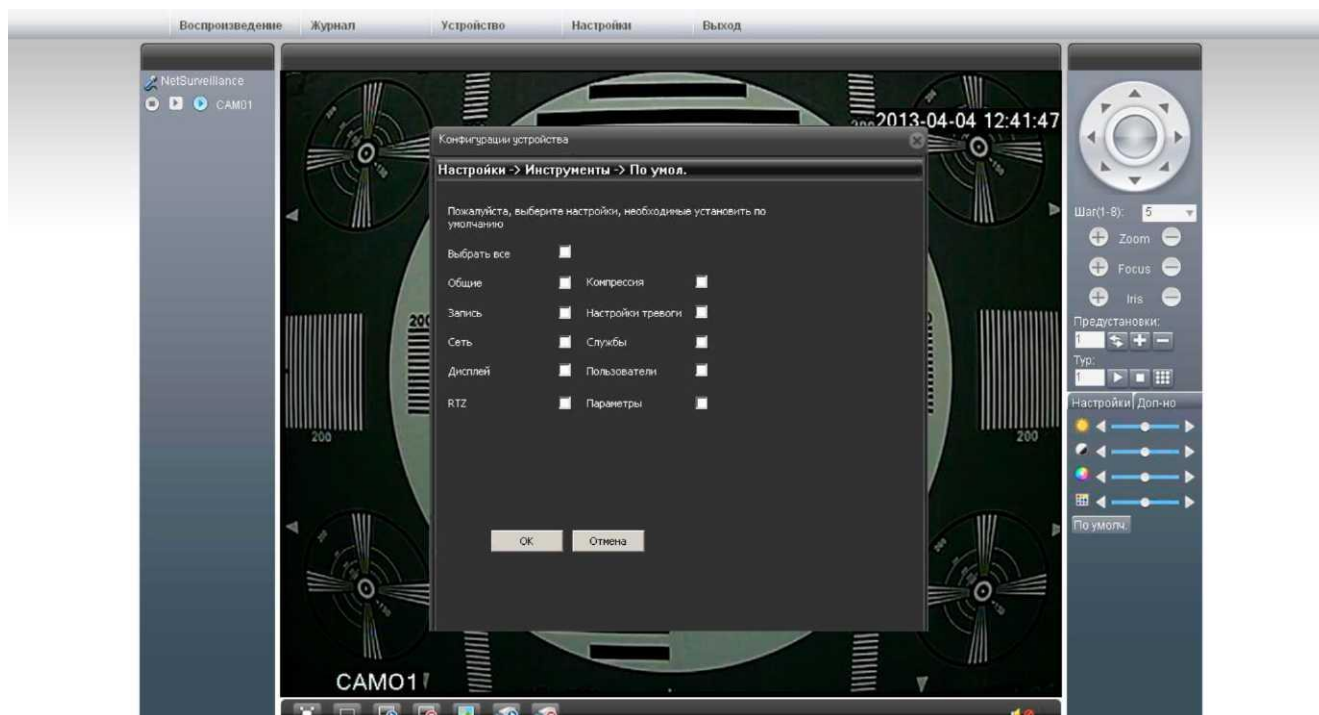 Воспроизведение Журнал Устройство Настройки Выход
NetSurveillance
CAM01
2013-04-04 12:41:47
Конфигурации устройства
Настройки -> Инструменты -> По умол.
Пожалуйста, выберите настройки, необходимые установить по
умолчанию
Выбрать все
Общие Компрессия
Запись Настройки тревоги
Сеть Службы
Дисплей Пользователи
RTZ Параметры
OK Отмена
200
200
CAM01
Шаг(1-8): 5
Zoom
Focus
Iris
Предустановки:
1
Тур:
1
Настройки Доп-но
По умолч.